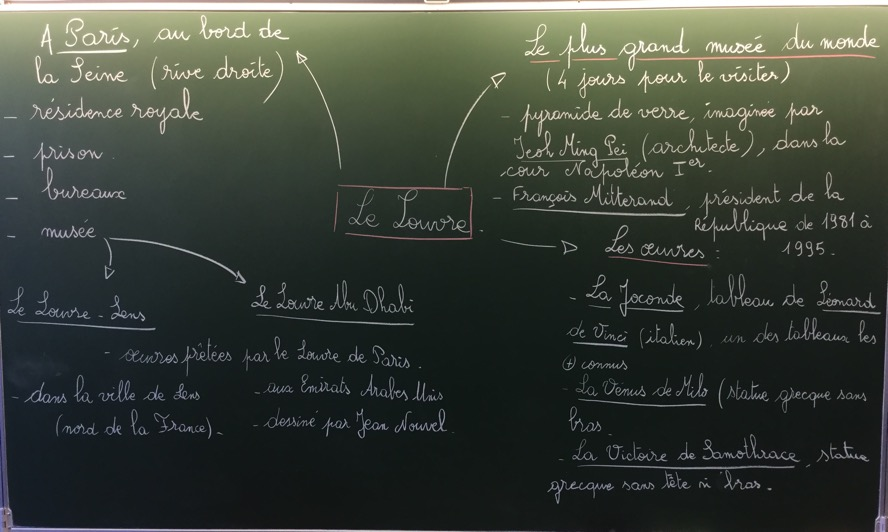 A Paris, au bord de
la Seine (rive droite)
- résidence royale
- prison.
- bureaux
- musée
Le Louvre.
Le Louvre-Lens
Le Louvre Abu Dhabi
- œuvres prêtées par le Louvre de Paris.
- dans la ville de Lens
(nord de la France).
- aux Emirats Arabes Unis
- dessiné par Jean Nouvel.
Le plus grand musée du monde
(4 jours pour le visiter)
- pyramide de verre, imaginée par
Ieoh Ming Pei (architecte), dans la
cour Napoléon Ier.
- François Mitterand, président de la
République de 1981 à
1995.
Les œuvres :
- La Joconde, tableau de Léonard
de Vinci (italien). un des tableaux les
(+) connus
- La Vénus de Milo (statue grecque sans
bras.
- La Victoire de Samothrace, statue
grecque sans tête ni bras.